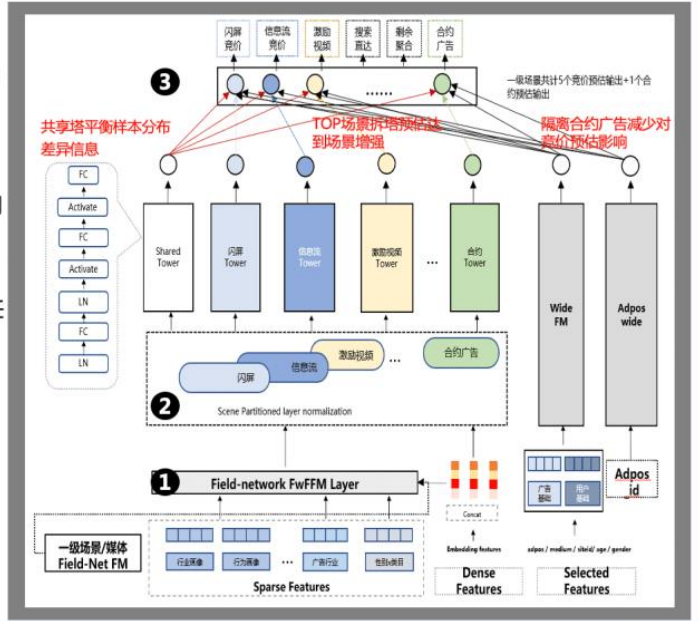 闪屏
竞价
信息流
竞价
激励
视频
搜索
直达
剩余
聚合
合约
广告
3
......
一级场景共计5个竞价预估输出+1个合
约预估输出
共享塔平衡样本分布
差异信息
TOP场景拆塔预估达
到场景增强
隔离合约广告减少对
竞价预估影响
FC
Activate
FC
Activate
LN
FC
LN
Shared
Tower
闪屏
Tower
信息流
Tower
激励视频
Tower
...
合约
Tower
Wide
FM
Adpos
wide
闪屏
信息流
激励视频
...
合约广告
2
Scene Partitioned layer normalization
1
Field-network FwFFM Layer
一级场景/媒体
Field-Net FM
行业画像
行为画像
...
广告行业
性别x类目
Sparse Features
Concat
Embedding features
Dense
Features
广告
基础
用户
基础
Adpos
id
adpos / medium / siteid/ age / gender
Selected
Features